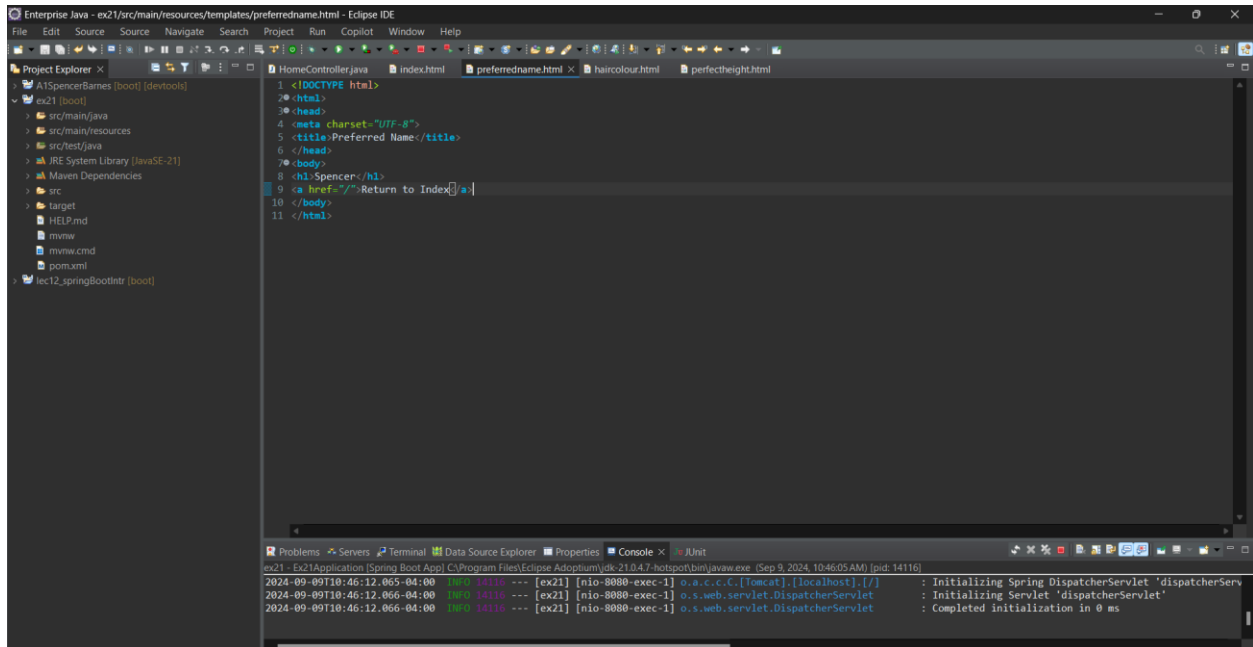 Enterprise Java - ex21/src/main/resources/templates/preferredname.html - Eclipse IDE
File Edit Source Source Navigate Search Project Run Copilot Window Help
Project Explorer
HomeController.java index.html preferredname.html haircolour.html perfectheight.html
A1SpencerBarnes [boot] [devtools]
ex21 [boot]
src/main/java
src/main/resources
src/test/java
JRE System Library [JavaSE-21]
Maven Dependencies
src
target
HELP.md
mvnw
mvnw.cmd
pom.xml
lec12_springBootIntr [boot]
1 <!DOCTYPE html>
2 <html>
3 <head>
4 <meta charset="UTF-8">
5 <title>Preferred Name</title>
6 </head>
7 <body>
8 <h1>Spencer</h1>
9 <a href="/">Return to Index</a>
10 </body>
11 </html>
Problems Servers Terminal Data Source Explorer Properties Console JUnit
ex21 - Ex21Application [Spring Boot App] C:\Program Files\Eclipse Adoptium\jdk-21.0.4.7-hotspot\bin\javaw.exe (Sep 9, 2024, 10:46:05 AM) [pid: 14116]
2024-09-09T10:46:12.065-04:00 INFO 14116 --- [ex21] [nio-8080-exec-1] o.a.c.c.C.[Tomcat].[localhost].[/] : Initializing Spring DispatcherServlet 'dispatcherServ
2024-09-09T10:46:12.066-04:00 INFO 14116 --- [ex21] [nio-8080-exec-1] o.s.web.servlet.DispatcherServlet : Initializing Servlet 'dispatcherServlet'
2024-09-09T10:46:12.066-04:00 INFO 14116 --- [ex21] [nio-8080-exec-1] o.s.web.servlet.DispatcherServlet : Completed initialization in 0 ms